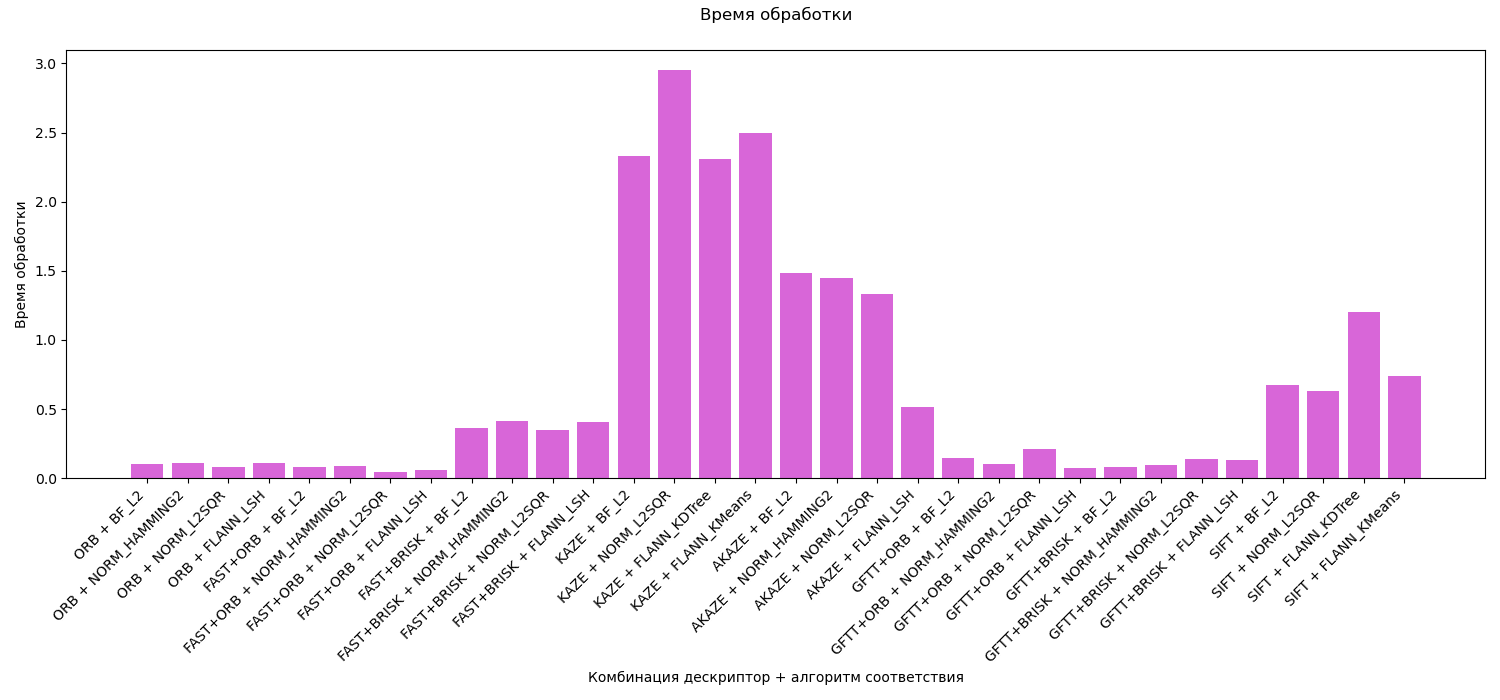 Время обработки
Время обработки
3.0
2.5
2.0
1.5
1.0
0.5
0.0
ORB + BF_L2
ORB + NORM_HAMMING2
ORB + NORM_L2SQR
ORB + FLANN_LSH
FAST+ORB + BF_L2
FAST+ORB + NORM_HAMMING2
FAST+ORB + NORM_L2SQR
FAST+ORB + FLANN_LSH
FAST+BRISK + BF_L2
FAST+BRISK + NORM_HAMMING2
FAST+BRISK + NORM_L2SQR
FAST+BRISK + FLANN_LSH
KAZE + BF_L2
KAZE + NORM_L2SQR
KAZE + FLANN_KDTree
KAZE + FLANN_KMeans
AKAZE + BF_L2
AKAZE + NORM_HAMMING2
AKAZE + NORM_L2SQR
AKAZE + FLANN_LSH
GFTT+ORB + BF_L2
GFTT+ORB + NORM_HAMMING2
GFTT+ORB + NORM_L2SQR
GFTT+ORB + FLANN_LSH
GFTT+BRISK + BF_L2
GFTT+BRISK + NORM_HAMMING2
GFTT+BRISK + NORM_L2SQR
GFTT+BRISK + FLANN_LSH
SIFT + BF_L2
SIFT + NORM_L2SQR
SIFT + FLANN_KDTree
SIFT + FLANN_KMeans
Комбинация дескриптор + алгоритм соответствия